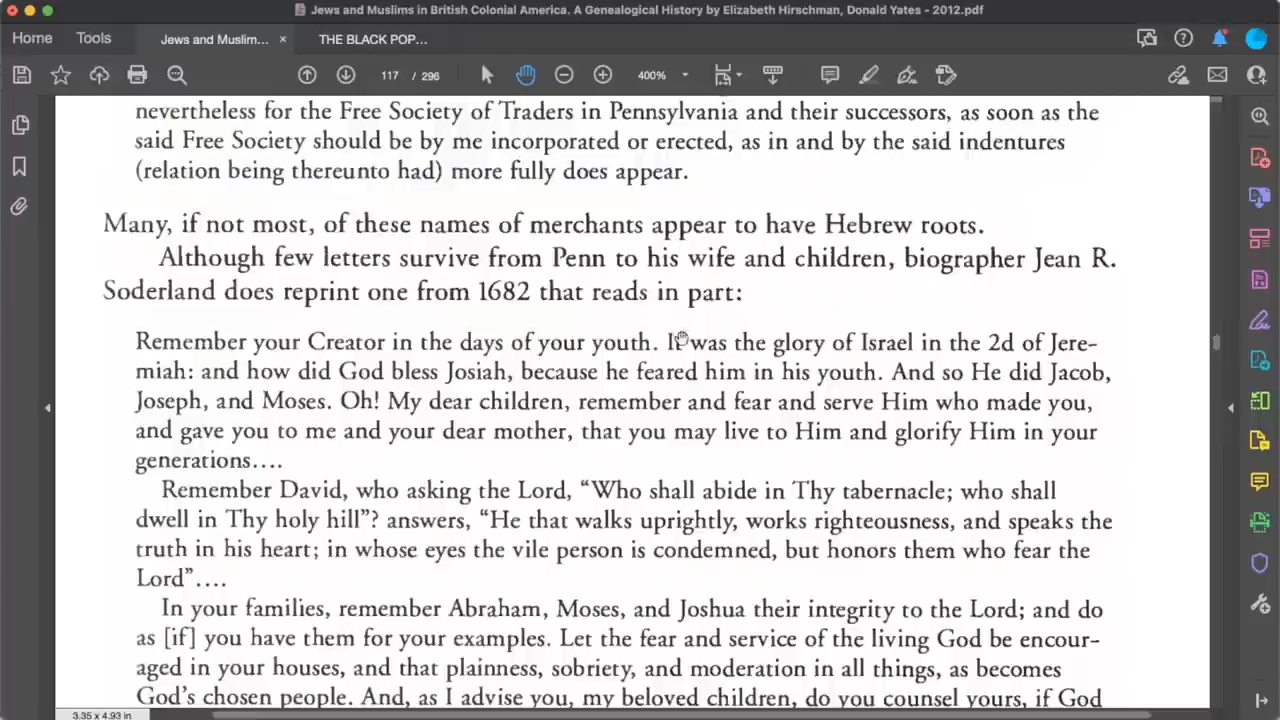 Jews and Muslims in British Colonial America. A Genealogical History by Elizabeth Hirschman, Donald Yates - 2012.pdf
Home Tools Jews and Muslim... × THE BLACK POP...
117 / 296 400%
nevertheless for the Free Society of Traders in Pennsylvania and their successors, as soon as the
said Free Society should be by me incorporated or erected, as in and by the said indentures
(relation being thereunto had) more fully does appear.
Many, if not most, of these names of merchants appear to have Hebrew roots.
Although few letters survive from Penn to his wife and children, biographer Jean R.
Soderland does reprint one from 1682 that reads in part:
Remember your Creator in the days of your youth. It was the glory of Israel in the 2d of Jere-
miah: and how did God bless Josiah, because he feared him in his youth. And so He did Jacob,
Joseph, and Moses. Oh! My dear children, remember and fear and serve Him who made you,
and gave you to me and your dear mother, that you may live to Him and glorify Him in your
generations....
Remember David, who asking the Lord, “Who shall abide in Thy tabernacle; who shall
dwell in Thy holy hill”? answers, “He that walks uprightly, works righteousness, and speaks the
truth in his heart; in whose eyes the vile person is condemned, but honors them who fear the
Lord”....
In your families, remember Abraham, Moses, and Joshua their integrity to the Lord; and do
as [if] you have them for your examples. Let the fear and service of the living God be encour-
aged in your houses, and that plainness, sobriety, and moderation in all things, as becomes
God’s chosen people. And, as I advise you, my beloved children, do you counsel yours, if God
3.35 x 4.93 in